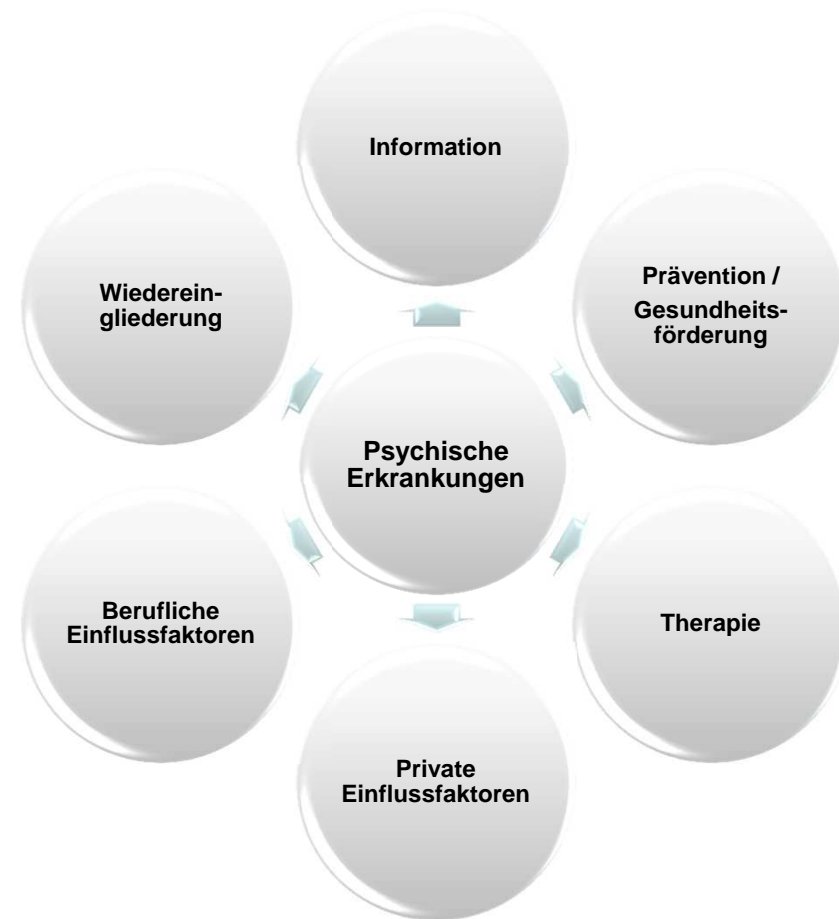 Information
Prävention /
Gesundheits-
förderung
Wiederein-
gliederung
Psychische
Erkrankungen
Berufliche
Einflussfaktoren
Therapie
Private
Einflussfaktoren